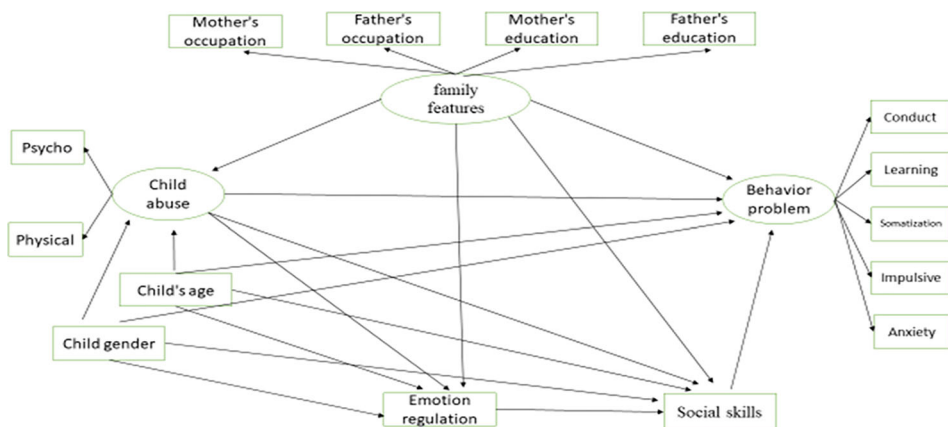 Mother's
occupation
Father's
occupation
Mother's
education
Father's
education
family
features
Conduct
Psycho
Learning
Child
abuse
Behavior
problem
Somatization
Physical
Impulsive
Child's age
Anxiety
Child gender
Emotion
regulation
Social skills